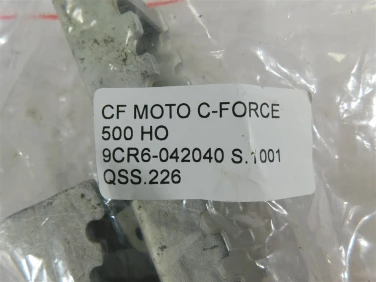 CF MOTO C-FORCE
500 HO
9CR6-042040 S.1001
QSS.226